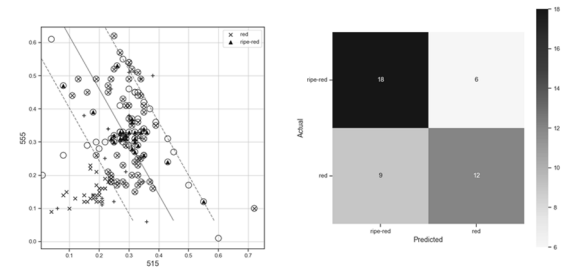 red
ripe-red
0.6
0.5
0.4
0.3
0.2
0.1
0.0
555
0.1 0.2 0.3 0.4 0.5 0.6 0.7
515
ripe-red 18 6
red 9 12
Actual
ripe-red red
Predicted
18
16
14
12
10
8
6